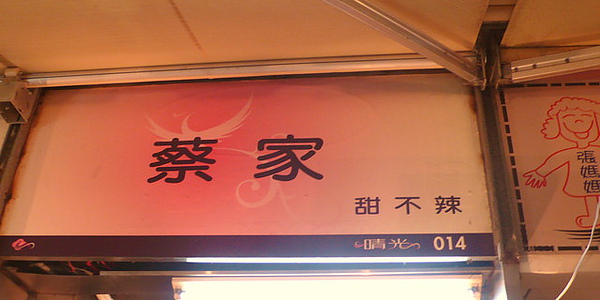 蔡家
甜不辣
晴光 014
張媽媽